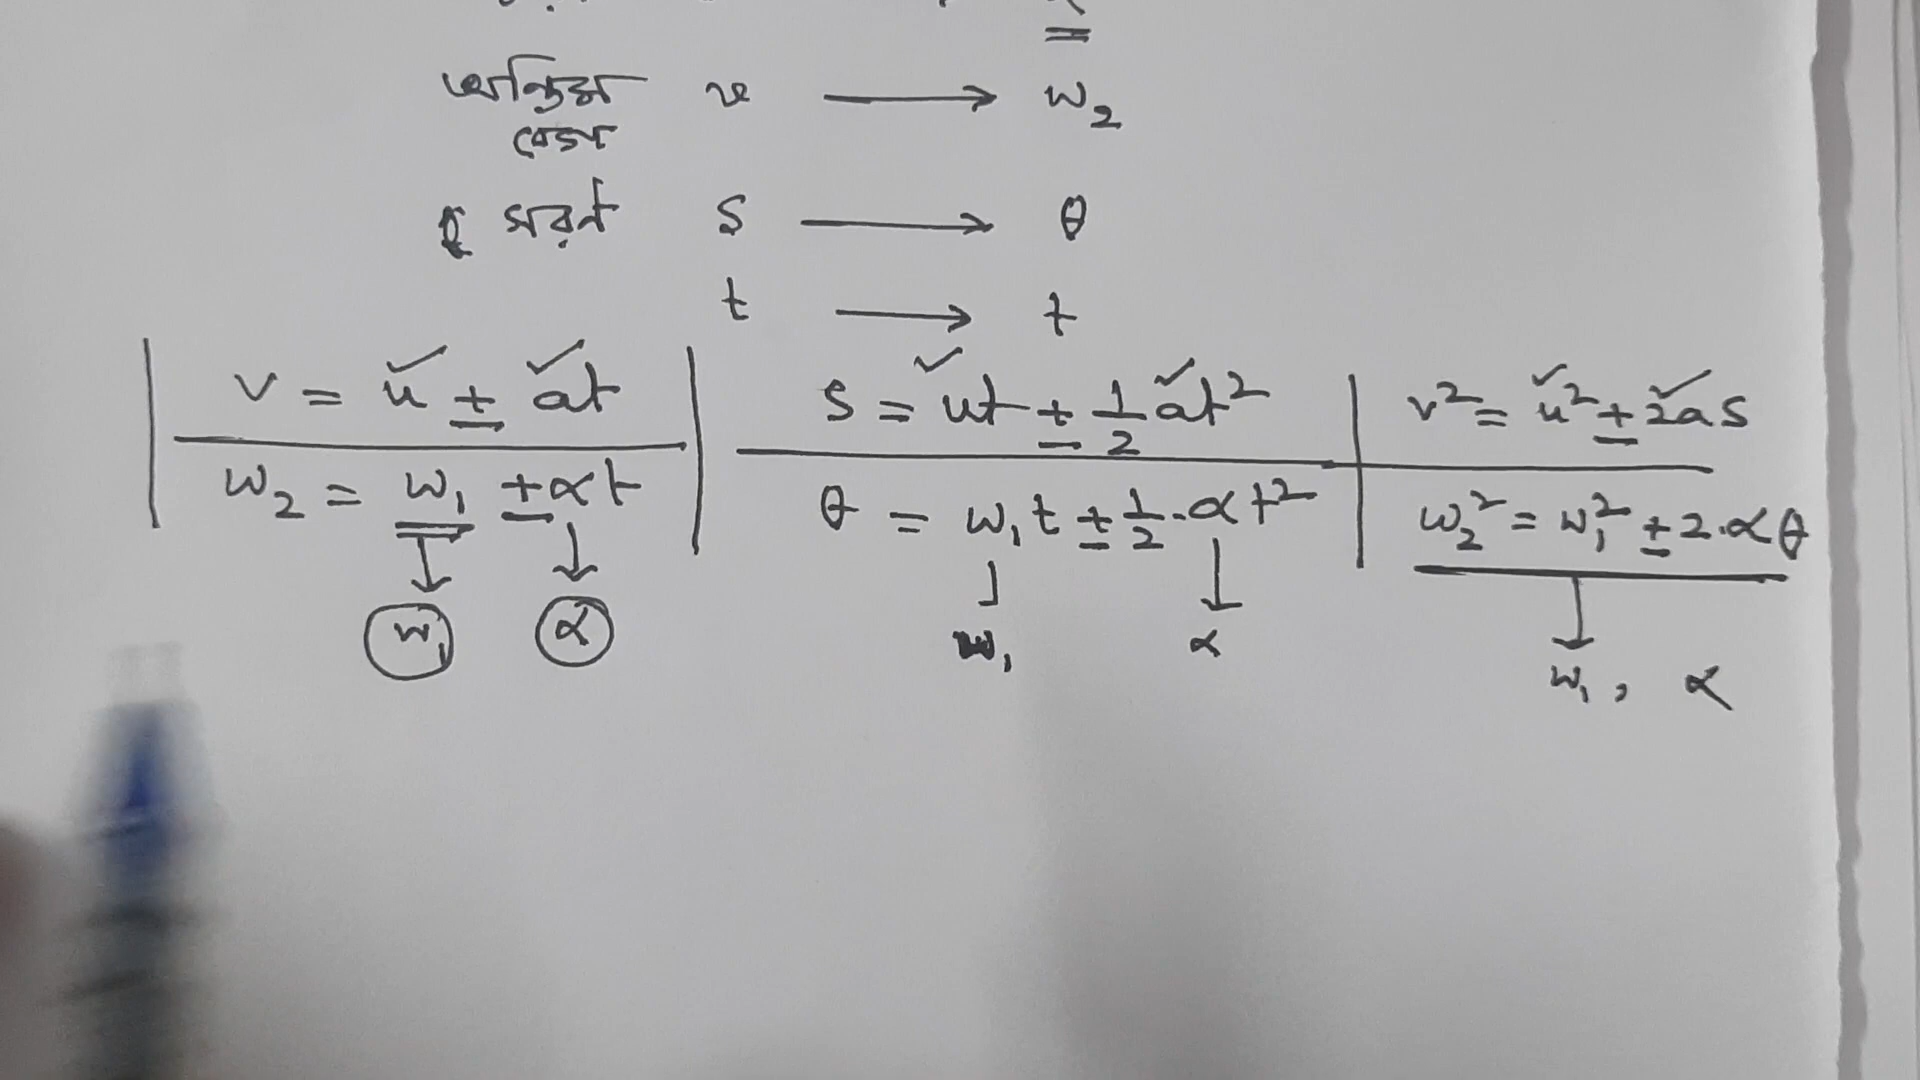 অন্তিম v → ω₂
বেগ
সরণ s → θ
t → t
v = u ± at | s = ut ± 1/2 at² | v² = u² ± 2as
ω₂ = ω₁ ± αt | θ = ω₁t ± 1/2 . αt² | ω₂² = ω₁² ± 2.αθ
ω₁ α ω₁ α ω₁, α